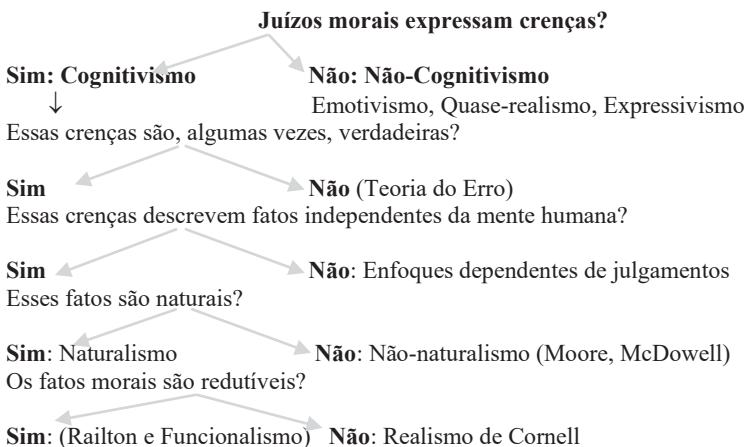 Juízos morais expressam crenças?
Sim: Cognitivismo Não: Não-Cognitivismo
↓ Emotivismo, Quase-realismo, Expressivismo
Essas crenças são, algumas vezes, verdadeiras?
Sim Não (Teoria do Erro)
Essas crenças descrevem fatos independentes da mente humana?
Sim Não: Enfoques dependentes de julgamentos
Esses fatos são naturais?
Sim: Naturalismo Não: Não-naturalismo (Moore, McDowell)
Os fatos morais são redutíveis?
Sim: (Railton e Funcionalismo) Não: Realismo de Cornell